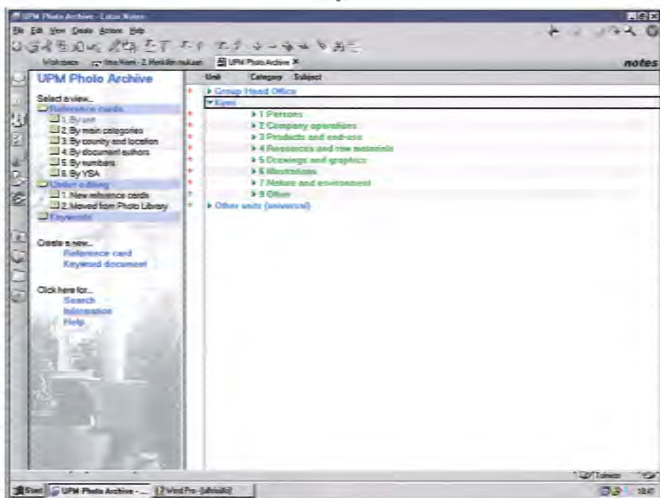 UPM Photo Archive - Lotus Notes
File Edit View Create Actions Help
Workspace
UPM Photo Archive
notes
UPM Photo Archive
Unit Category Subject
Select a view...
Reference cards
1. By unit
2. By main categories
3. By country and location
4. By document authors
5. By numbers
6. By YSA
Under editing
1. New reference cards
2. Moved from Photo Library
Keywords
Create a new...
Reference card
Keyword document
Click here for...
Search
Information
Help
Group Head Office
Kymi
1 Persons
2 Company operations
3 Products and end-use
4 Resources and raw materials
5 Drawings and graphics
6 Illustrations
7 Nature and environment
Other
Other units (universal)
Start
UPM Photo Archive - ...
Word Pro